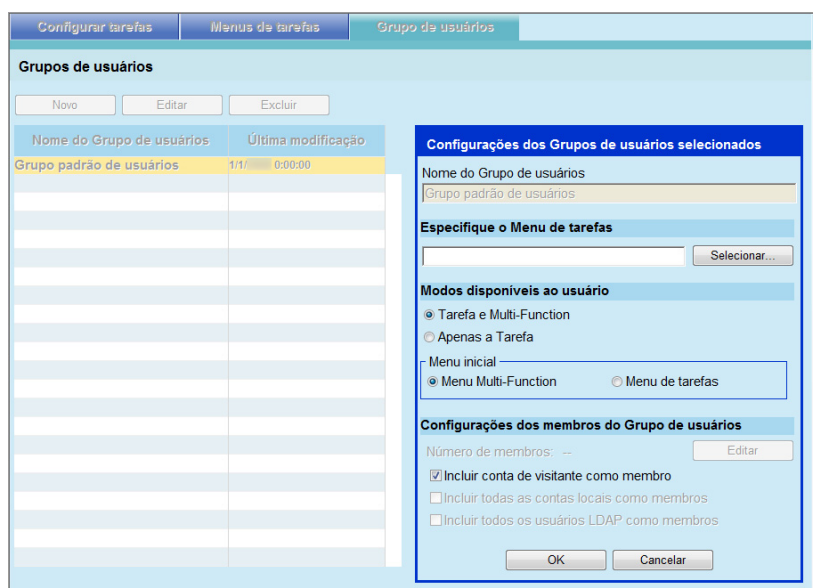 Configurar tarefas Menus de tarefas Grupo de usuários
Grupos de usuários
Novo Editar Excluir
Nome do Grupo de usuários Última modificação
Grupo padrão de usuários 1/1/ 0:00:00
Configurações dos Grupos de usuários selecionados
Nome do Grupo de usuários
Grupo padrão de usuários
Especifique o Menu de tarefas
Selecionar...
Modos disponíveis ao usuário
Tarefa e Multi-Function
Apenas a Tarefa
Menu inicial
Menu Multi-Function Menu de tarefas
Configurações dos membros do Grupo de usuários
Número de membros: -- Editar
Incluir conta de visitante como membro
Incluir todas as contas locais como membros
Incluir todos os usuários LDAP como membros
OK Cancelar